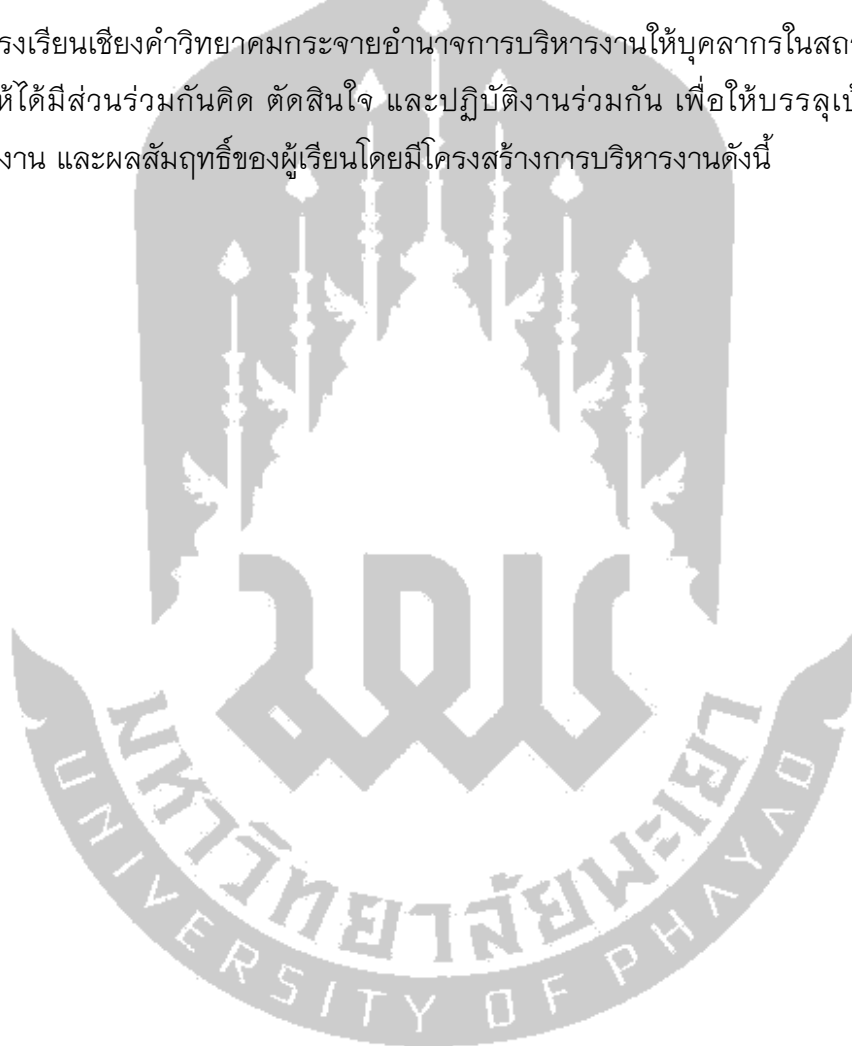 รงเรียนเชียงคำวิทยาคมกระจายอำนาจการบริหารงานให้บุคลากรในสถา
ห้ได้มีส่วนร่วมกันคิด ตัดสินใจ และปฏิบัติงานร่วมกัน เพื่อให้บรรลุเป้
งาน และผลสัมฤทธิ์ของผู้เรียนโดยมีโครงสร้างการบริหารงานดังนี้
มหาวิทยาลัยพะเยา
UNIVERSITY OF PHAYAO